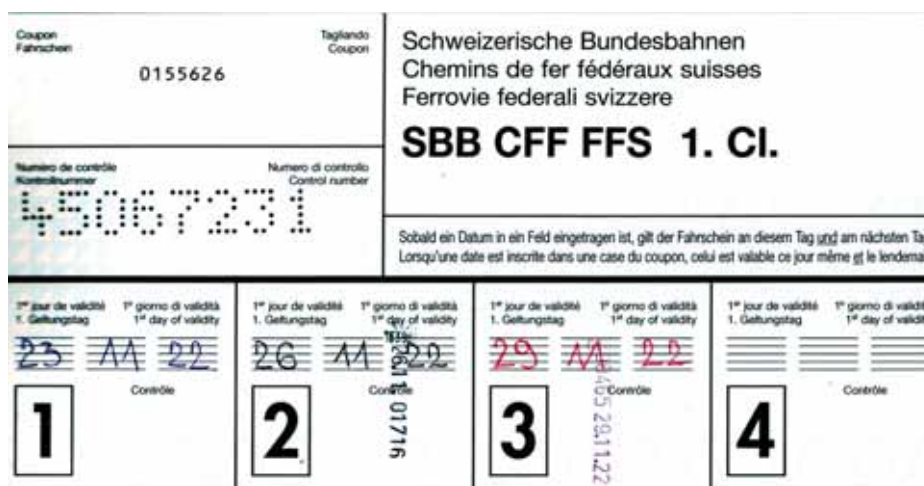 Coupon Tagliando
Fahrschein Coupon
0155626
Schweizerische Bundesbahnen
Chemins de fer fédéraux suisses
Ferrovie federali svizzere
SBB CFF FFS 1. Cl.
Numéro de contrôle Numero di controllo
Kontrollnummer Control number
45067231
Sobald ein Datum in ein Feld eingetragen ist, gilt der Fahrschein an diesem Tag und am nächsten Ta
Lorsqu'une date est inscrite dans une case du coupon, celui est valable ce jour même et le lendema
1er jour de validité 1o giorno di validità
1. Geltungstag 1st day of validity
23 11 22
Contrôle
1
1er jour de validité 1o giorno di validità
1. Geltungstag 1st day of validity
26 11 22
Contrôle
2
26.11 01716
1er jour de validité 1o giorno di validità
1. Geltungstag 1st day of validity
29 11 22
Contrôle
3
29.11.22
1er jour de validité 1o giorno di validit
1. Geltungstag 1st day of validity
Contrôle
4